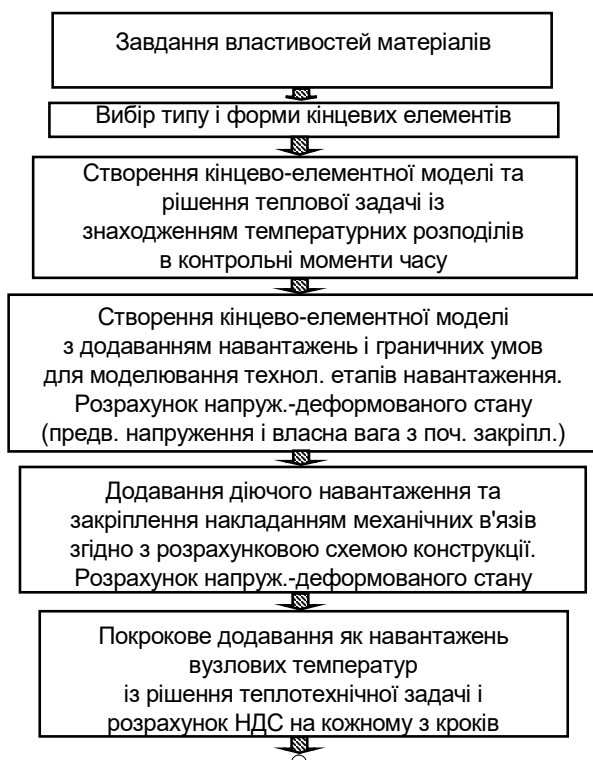 Завдання властивостей матеріалів
Вибір типу і форми кінцевих елементів
Створення кінцево-елементної моделі та
рішення теплової задачі із
знаходженням температурних розподілів
в контрольні моменти часу
Створення кінцево-елементної моделі
з додаванням навантажень і граничних умов
для моделювання технол. етапів навантаження.
Розрахунок напруж.-деформованого стану
(предв. напруження і власна вага з поч. закріпл.)
Додавання діючого навантаження та
закріплення накладанням механічних в'язів
згідно з розрахунковою схемою конструкції.
Розрахунок напруж.-деформованого стану
Покрокове додавання як навантажень
вузлових температур
із рішення теплотехнічної задачі і
розрахунок НДС на кожному з кроків